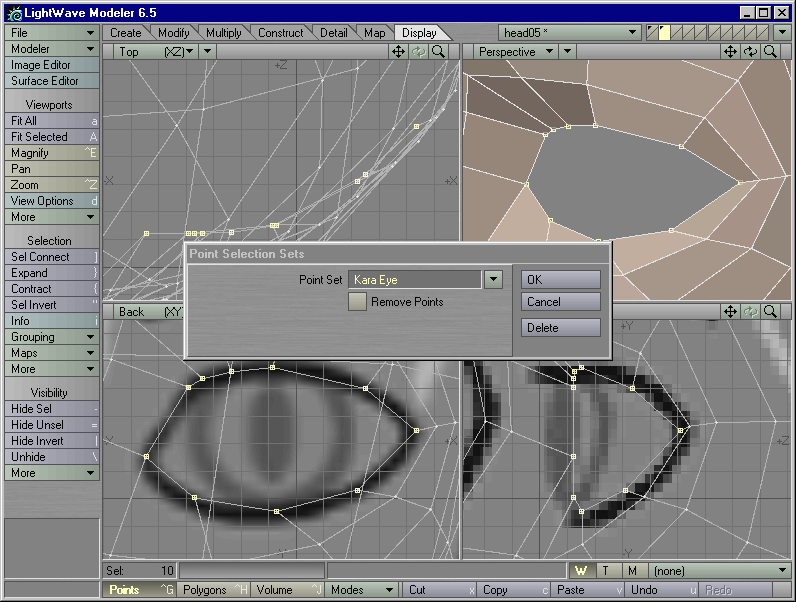 LightWave Modeler 6.5
File
Create Modify Multiply Construct Detail Map Display
head05 *
Modeler
Top (XZ)
Perspective
Image Editor
Surface Editor
Viewports
Fit All a
Fit Selected A
Magnify ^E
Pan
Zoom ^Z
View Options d
More
Selection
Sel Connect ]
Expand }
Contract {
Sel Invert "
Info i
Grouping
Maps
More
Visibility
Hide Sel -
Hide Unsel =
Hide Invert |
Unhide \
More
+Z
-X
+X
Point Selection Sets
Point Set Kara Eye
Remove Points
OK
Cancel
Delete
Back (XY)
+Y
-Y
+X
+Z
-Y
Sel: 10
W T M (none)
Points ^G Polygons ^H Volume ^J Modes Cut x Copy c Paste v Undo u Redo